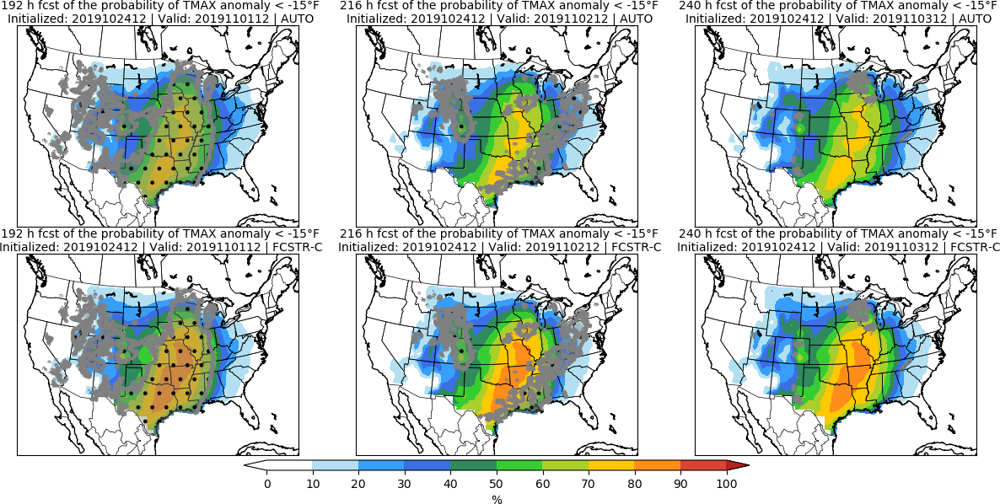 192 h fcst of the probability of TMAX anomaly < -15°F
Initialized: 2019102412 | Valid: 2019110112 | AUTO
216 h fcst of the probability of TMAX anomaly < -15°F
Initialized: 2019102412 | Valid: 2019110212 | AUTO
240 h fcst of the probability of TMAX anomaly < -15°F
Initialized: 2019102412 | Valid: 2019110312 | AUTO
192 h fcst of the probability of TMAX anomaly < -15°F
Initialized: 2019102412 | Valid: 2019110112 | FCSTR-C
216 h fcst of the probability of TMAX anomaly < -15°F
Initialized: 2019102412 | Valid: 2019110212 | FCSTR-C
240 h fcst of the probability of TMAX anomaly < -15°F
Initialized: 2019102412 | Valid: 2019110312 | FCSTR-C
0 10 20 30 40 50 60 70 80 90 100
%